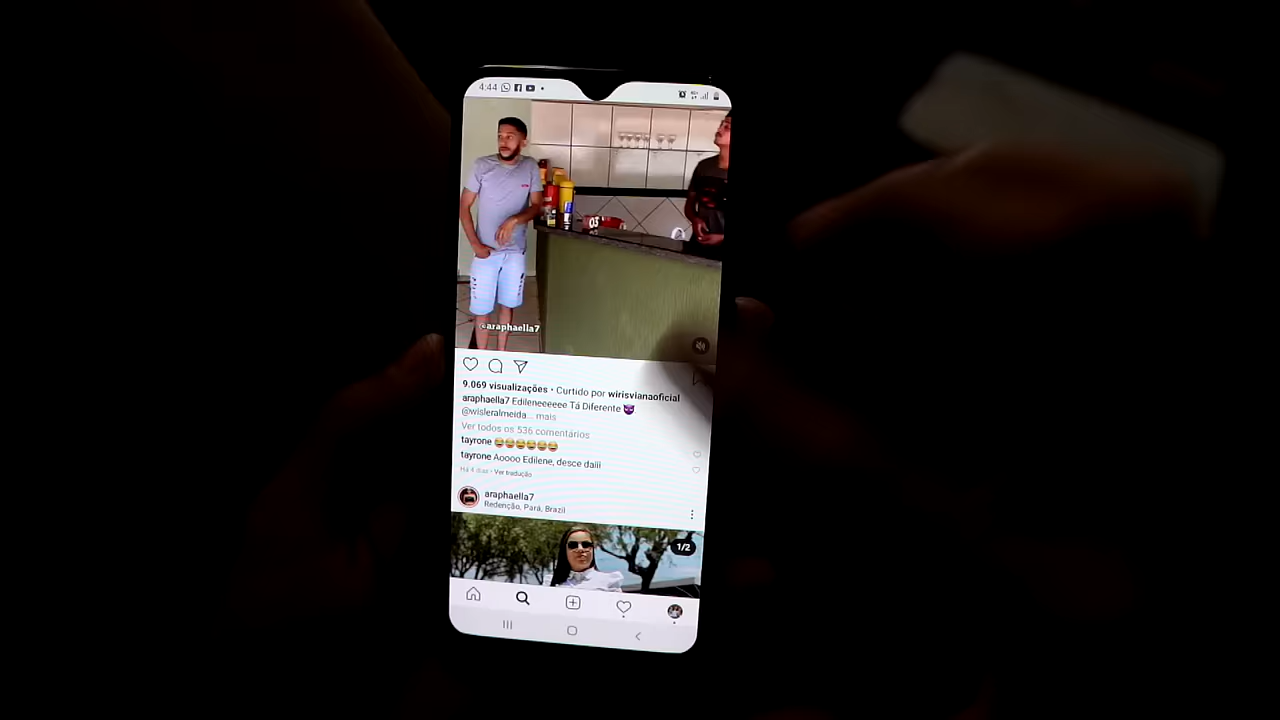 4:44
@araphaella7
9.069 visualizações • Curtido por wirisvianaoficial
araphaella7 Edileneeeeee Tá Diferente 😈
@wisleralmeida... mais
Ver todos os 536 comentários
tayrone 😂😂😂😂😂😂
tayrone Aoooo Edilene, desce daiii
Há 4 dias • Ver tradução
araphaella7
Redenção, Pará, Brazil
1/2